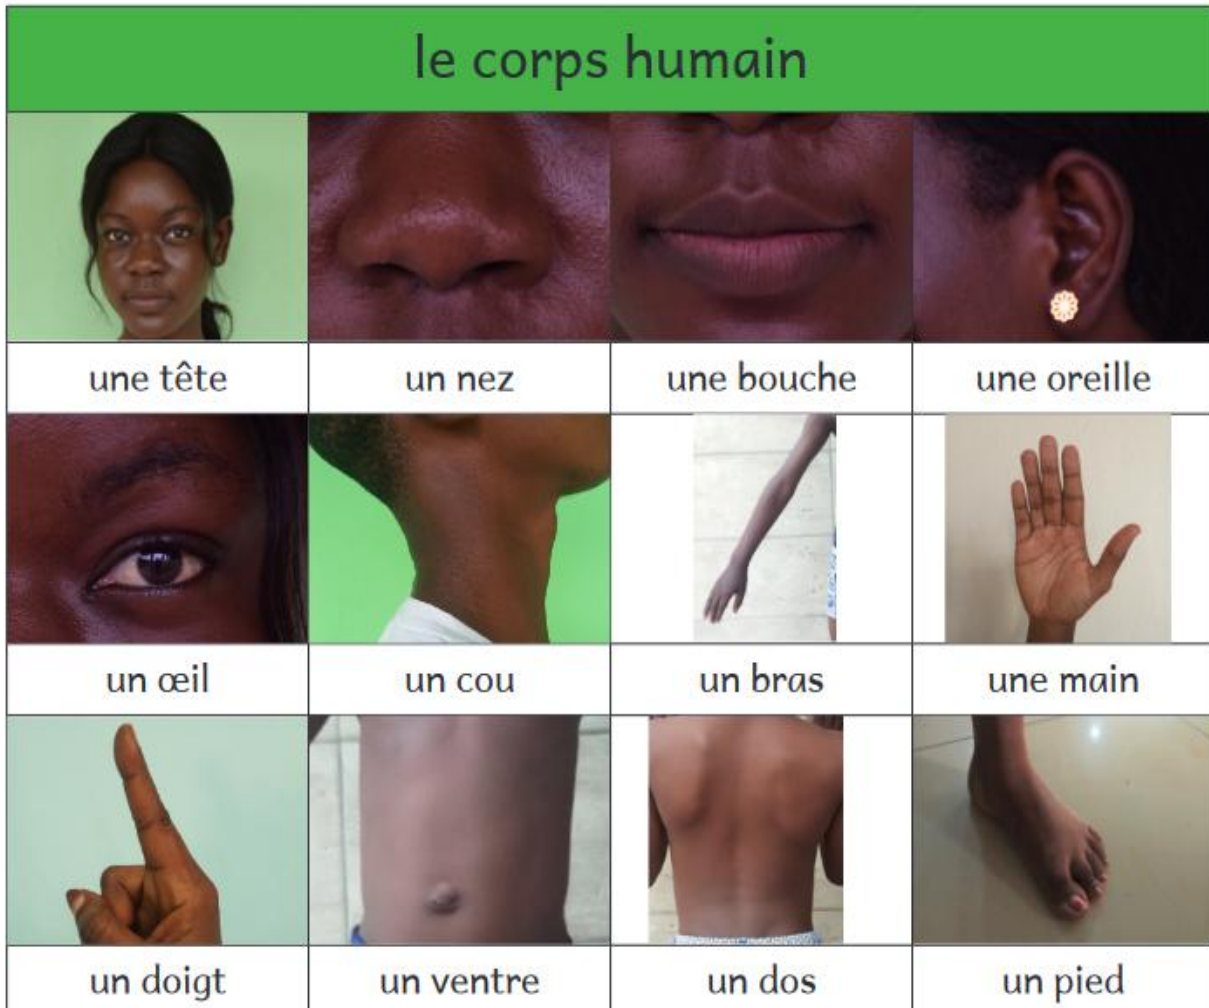 le corps humain
une tête
un nez
une bouche
une oreille
un œil
un cou
un bras
une main
un doigt
un ventre
un dos
un pied